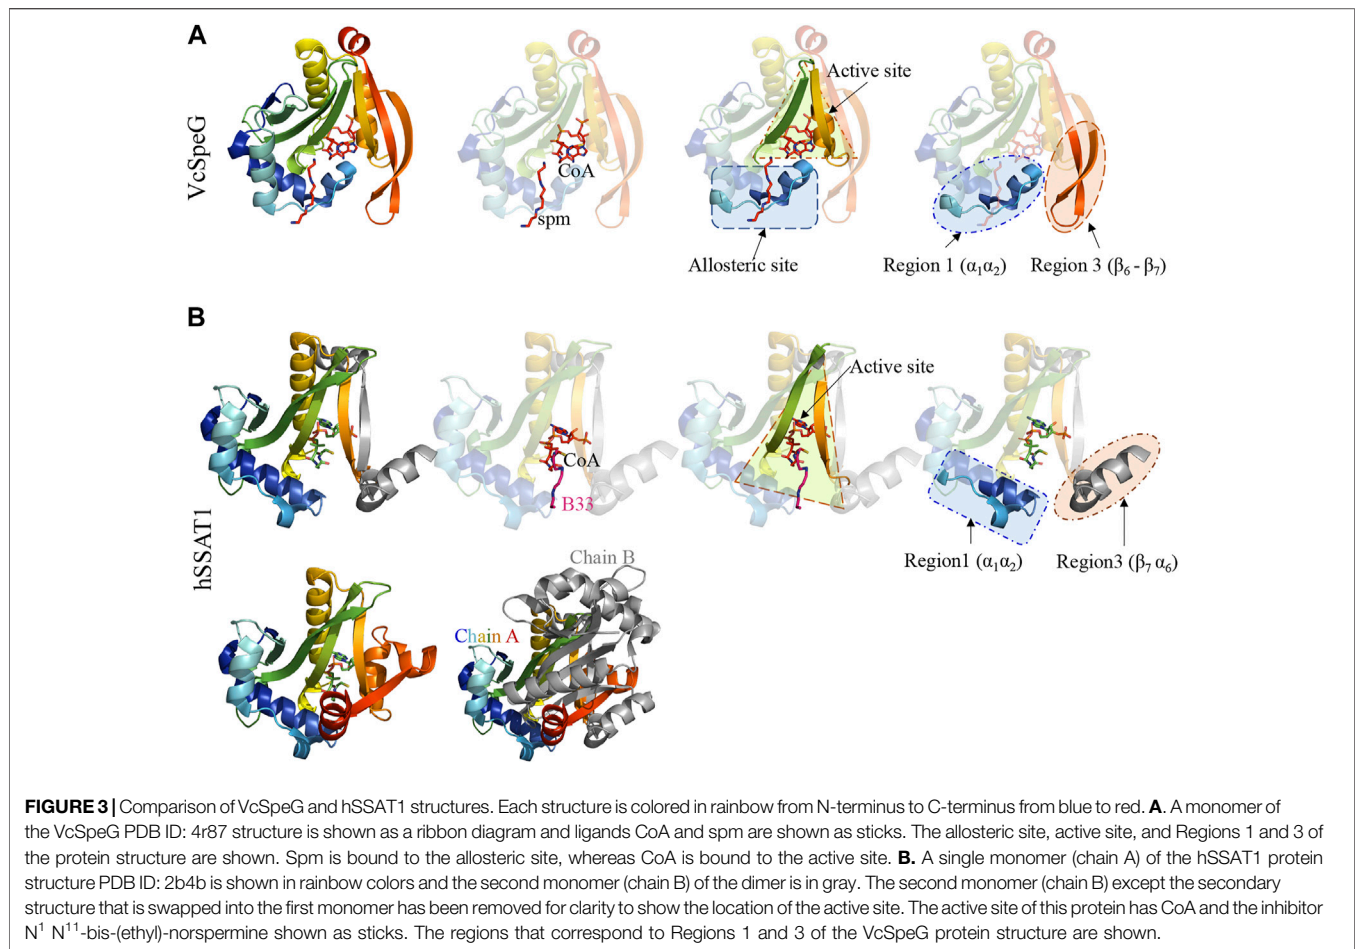 A
VcSpeG
CoA
spm
Active site
Allosteric site
Region 1 (α₁α₂)
Region 3 (β₆ - β₇)
B
hSSAT1
CoA
B33
Active site
Region1 (α₁α₂)
Region3 (β₇ α₆)
Chain A
Chain B
FIGURE 3 | Comparison of VcSpeG and hSSAT1 structures. Each structure is colored in rainbow from N-terminus to C-terminus from blue to red. A. A monomer of
the VcSpeG PDB ID: 4r87 structure is shown as a ribbon diagram and ligands CoA and spm are shown as sticks. The allosteric site, active site, and Regions 1 and 3 of
the protein structure are shown. Spm is bound to the allosteric site, whereas CoA is bound to the active site. B. A single monomer (chain A) of the hSSAT1 protein
structure PDB ID: 2b4b is shown in rainbow colors and the second monomer (chain B) of the dimer is in gray. The second monomer (chain B) except the secondary
structure that is swapped into the first monomer has been removed for clarity to show the location of the active site. The active site of this protein has CoA and the inhibitor
N¹ N¹¹-bis-(ethyl)-norspermine shown as sticks. The regions that correspond to Regions 1 and 3 of the VcSpeG protein structure are shown.